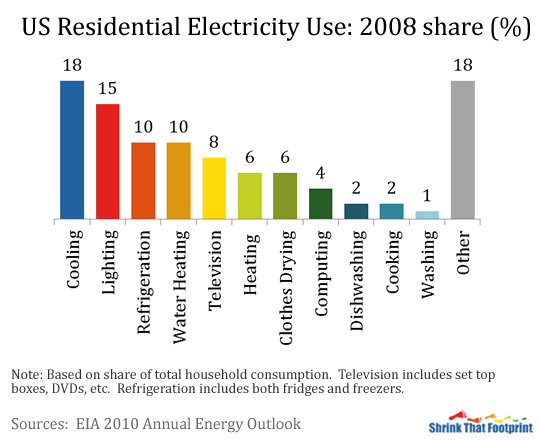 US Residential Electricity Use: 2008 share (%)
18
15
10
10
8
6
6
4
2
2
1
18
Cooling
Lighting
Refrigeration
Water Heating
Television
Heating
Clothes Drying
Computing
Dishwashing
Cooking
Washing
Other
Note: Based on share of total household consumption. Television includes set top
boxes, DVDs, etc. Refrigeration includes both fridges and freezers.
Sources: EIA 2010 Annual Energy Outlook
Shrink That Footprint